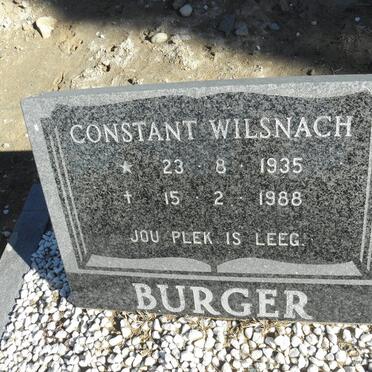 CONSTANT WILSNACH
* 23 · 8 · 1935
† 15 · 2 · 1988
JOU PLEK IS LEEG.
BURGER